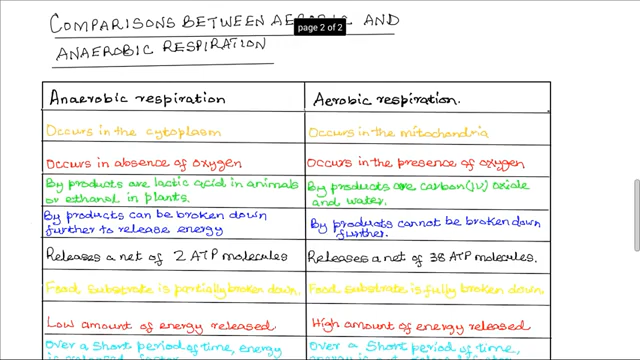 COMPARISONS BETWEEN AEROBIC AND
page 2 of 2
ANAEROBIC RESPIRATION
Anaerobic respiration
Aerobic respiration.
Occurs in the cytoplasm
Occurs in the mitochondria
Occurs in absence of oxygen
Occurs in the presence of oxygen
By products are lactic acid in animals
or ethanol in plants.
By products are carbon(IV) oxide
and water.
By products can be broken down
further to release energy
By products cannot be broken down
further.
Releases a net of 2 ATP molecules
Releases a net of 38 ATP molecules.
Food substrate is partially broken down.
Food substrate is fully broken down.
Low amount of energy released
High amount of energy released
Over a short period of time, energy
is released faster
Over a short period of time,
energy is